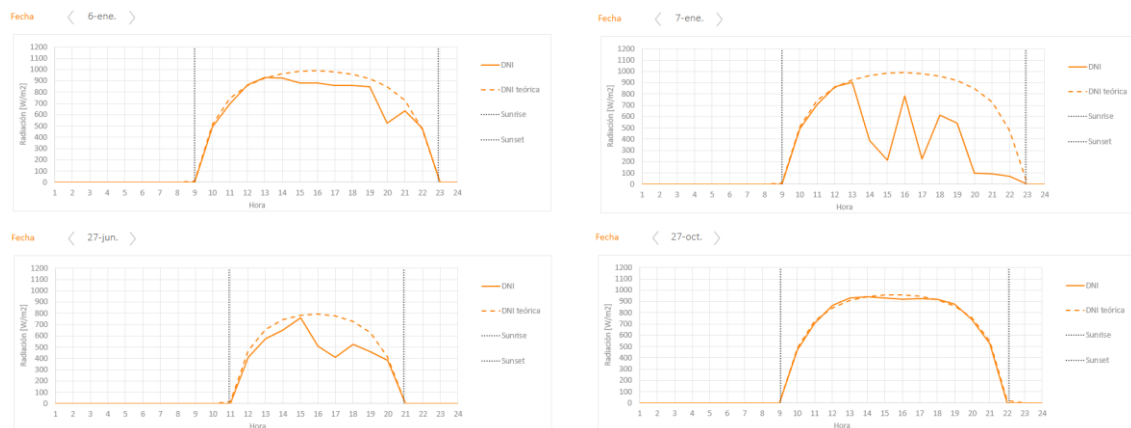 Fecha < 6-ene. >
1200
1100
1000
900
800
700
600
500
400
300
200
100
0
Radiación [W/m2]
1 2 3 4 5 6 7 8 9 10 11 12 13 14 15 16 17 18 19 20 21 22 23 24
Hora
DNI
DNI teórica
Sunrise
Sunset
Fecha < 7-ene. >
1200
1100
1000
900
800
700
600
500
400
300
200
100
0
Radiación [W/m2]
1 2 3 4 5 6 7 8 9 10 11 12 13 14 15 16 17 18 19 20 21 22 23 24
Hora
DNI
DNI teórica
Sunrise
Sunset
Fecha < 27-jun. >
1200
1100
1000
900
800
700
600
500
400
300
200
100
0
Radiación [W/m2]
1 2 3 4 5 6 7 8 9 10 11 12 13 14 15 16 17 18 19 20 21 22 23 24
Hora
DNI
DNI teórica
Sunrise
Sunset
Fecha < 27-oct. >
1200
1100
1000
900
800
700
600
500
400
300
200
100
0
Radiación [W/m2]
1 2 3 4 5 6 7 8 9 10 11 12 13 14 15 16 17 18 19 20 21 22 23 24
Hora
DNI
DNI teórica
Sunrise
Sunset